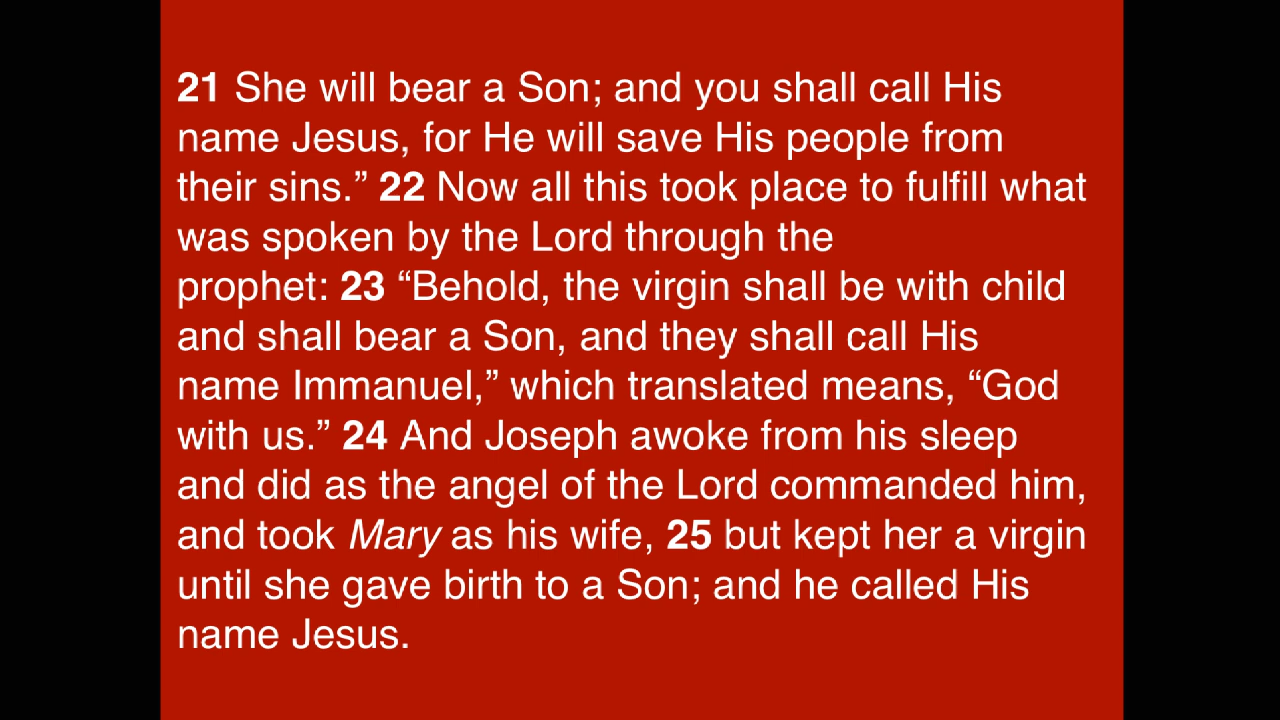 21 She will bear a Son; and you shall call His
name Jesus, for He will save His people from
their sins.” 22 Now all this took place to fulfill what
was spoken by the Lord through the
prophet: 23 “Behold, the virgin shall be with child
and shall bear a Son, and they shall call His
name Immanuel,” which translated means, “God
with us.” 24 And Joseph awoke from his sleep
and did as the angel of the Lord commanded him,
and took Mary as his wife, 25 but kept her a virgin
until she gave birth to a Son; and he called His
name Jesus.